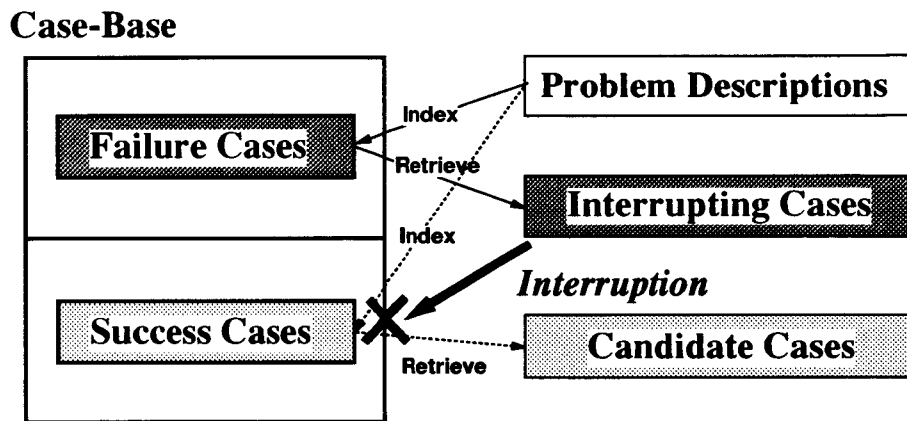 Case-Base
Problem Descriptions
Index
Failure Cases
Retrieve
Interrupting Cases
Index
Interruption
Success Cases
Candidate Cases
Retrieve